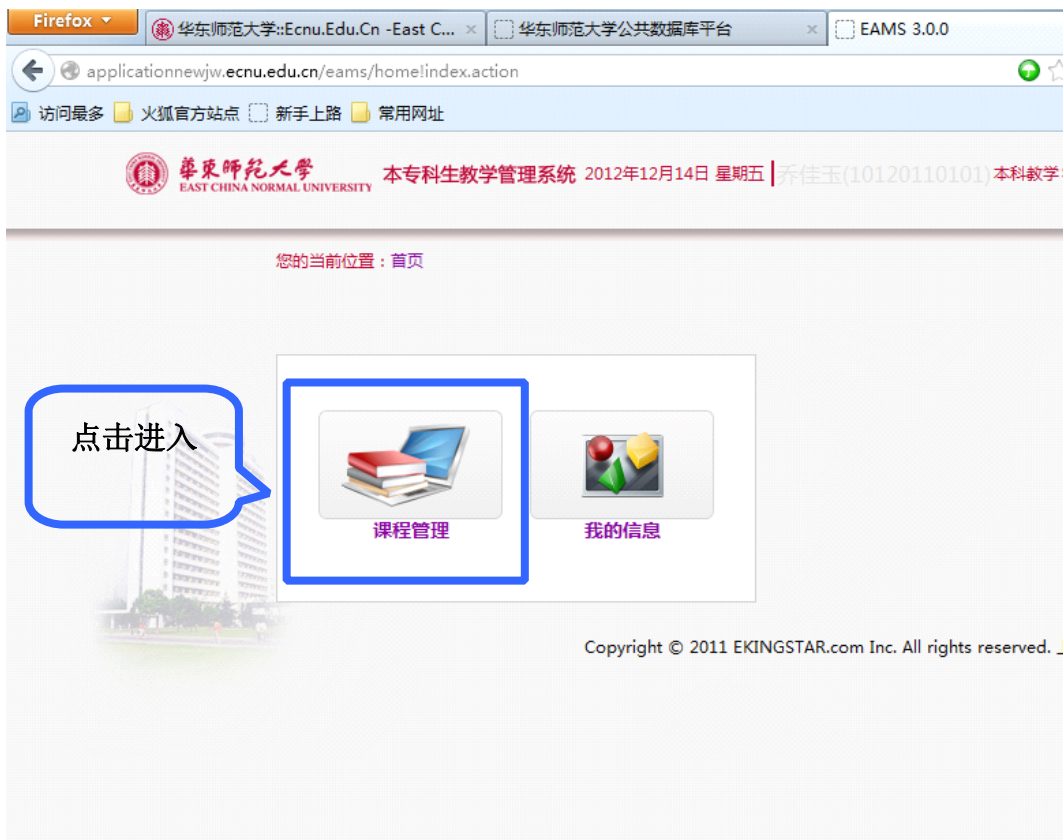 Firefox
华东师范大学::Ecnu.Edu.Cn -East C... ×
华东师范大学公共数据库平台 ×
EAMS 3.0.0
applicationnewjw.ecnu.edu.cn/eams/home!index.action
访问最多 火狐官方站点 新手上路 常用网址
華东师范大学
EAST CHINA NORMAL UNIVERSITY
本专科生教学管理系统 2012年12月14日 星期五 乔佳玉(10120110101) 本科教学
您的当前位置：首页
点击进入
课程管理 我的信息
Copyright © 2011 EKINGSTAR.com Inc. All rights reserved.